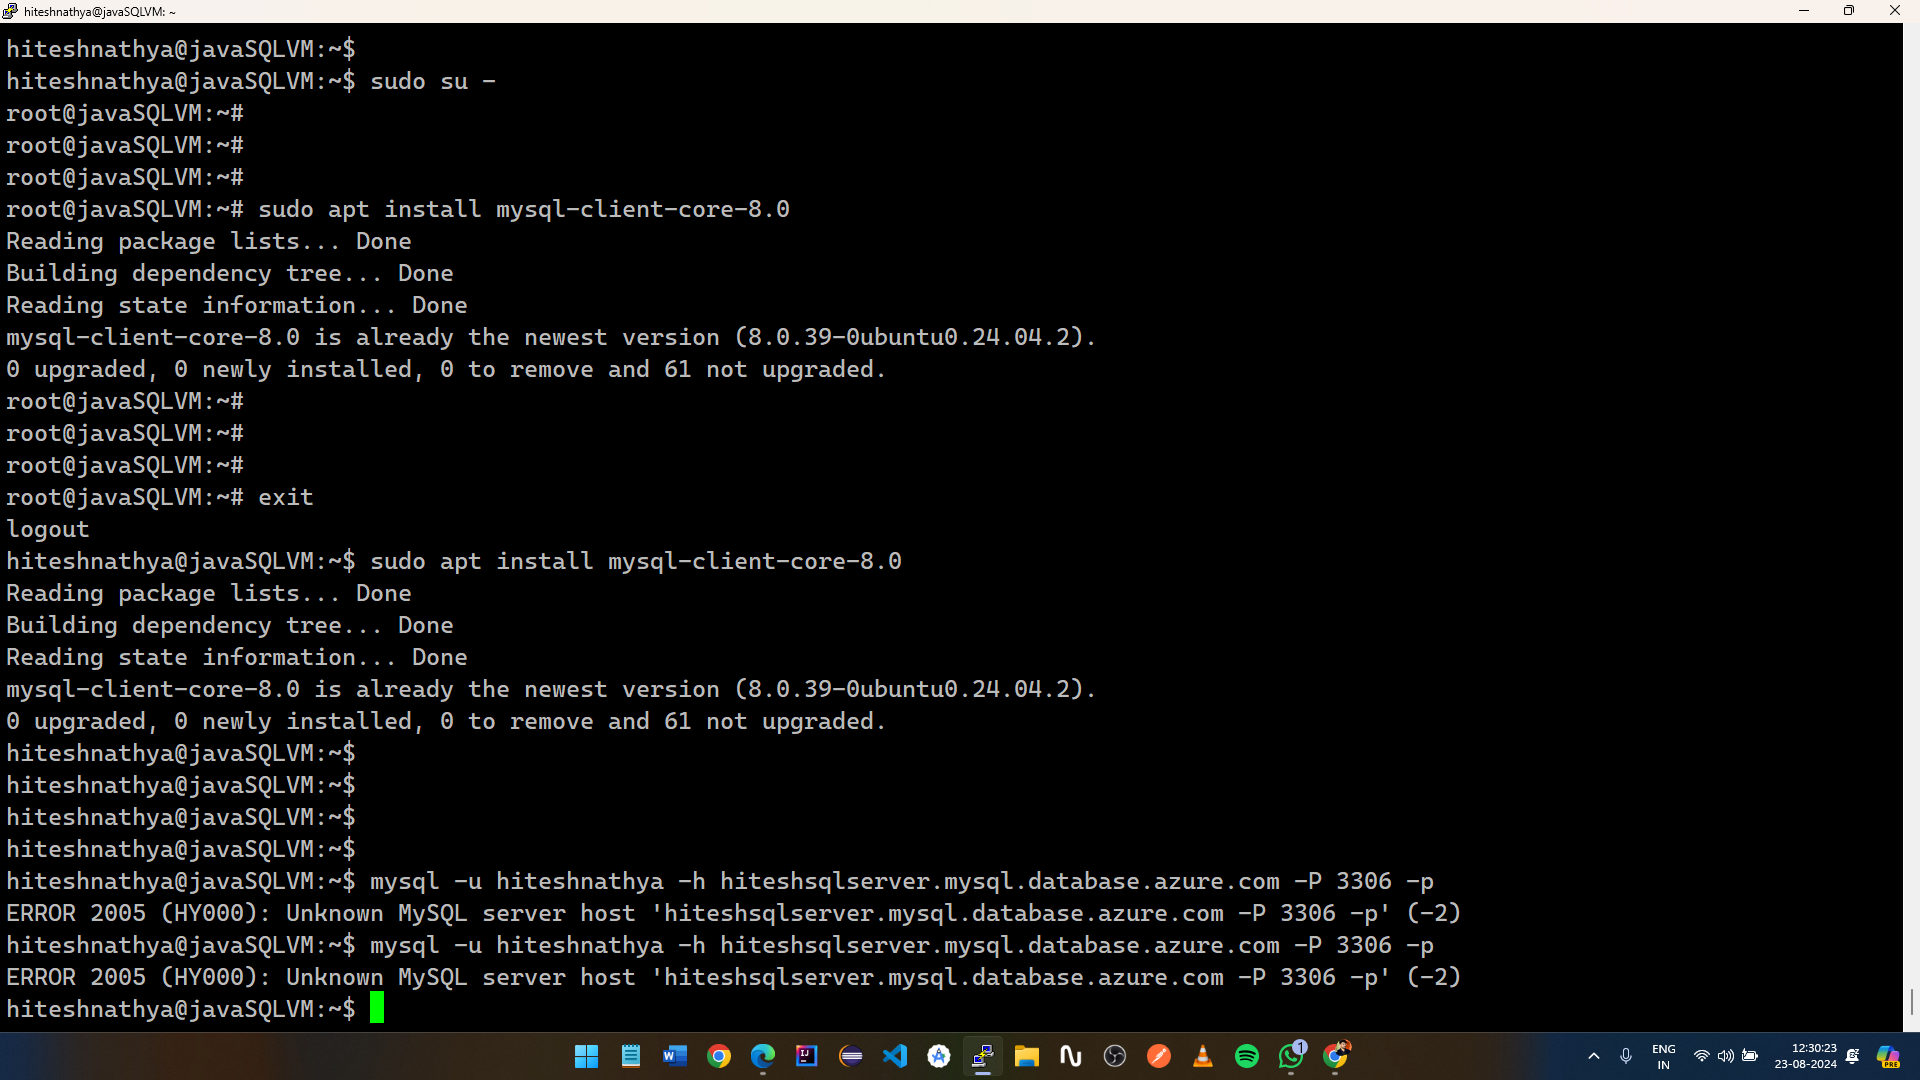 hiteshnathya@javaSQLVM: ~
hiteshnathya@javaSQLVM:~$
hiteshnathya@javaSQLVM:~$ sudo su -
root@javaSQLVM:~#
root@javaSQLVM:~#
root@javaSQLVM:~#
root@javaSQLVM:~# sudo apt install mysql-client-core-8.0
Reading package lists... Done
Building dependency tree... Done
Reading state information... Done
mysql-client-core-8.0 is already the newest version (8.0.39-0ubuntu0.24.04.2).
0 upgraded, 0 newly installed, 0 to remove and 61 not upgraded.
root@javaSQLVM:~#
root@javaSQLVM:~#
root@javaSQLVM:~#
root@javaSQLVM:~# exit
logout
hiteshnathya@javaSQLVM:~$ sudo apt install mysql-client-core-8.0
Reading package lists... Done
Building dependency tree... Done
Reading state information... Done
mysql-client-core-8.0 is already the newest version (8.0.39-0ubuntu0.24.04.2).
0 upgraded, 0 newly installed, 0 to remove and 61 not upgraded.
hiteshnathya@javaSQLVM:~$
hiteshnathya@javaSQLVM:~$
hiteshnathya@javaSQLVM:~$
hiteshnathya@javaSQLVM:~$
hiteshnathya@javaSQLVM:~$ mysql -u hiteshnathya -h hiteshsqlserver.mysql.database.azure.com -P 3306 -p
ERROR 2005 (HY000): Unknown MySQL server host 'hiteshsqlserver.mysql.database.azure.com -P 3306 -p' (-2)
hiteshnathya@javaSQLVM:~$ mysql -u hiteshnathya -h hiteshsqlserver.mysql.database.azure.com -P 3306 -p
ERROR 2005 (HY000): Unknown MySQL server host 'hiteshsqlserver.mysql.database.azure.com -P 3306 -p' (-2)
hiteshnathya@javaSQLVM:~$
W
IJ
1
ENG
IN
12:30:23
23-08-2024
PRE